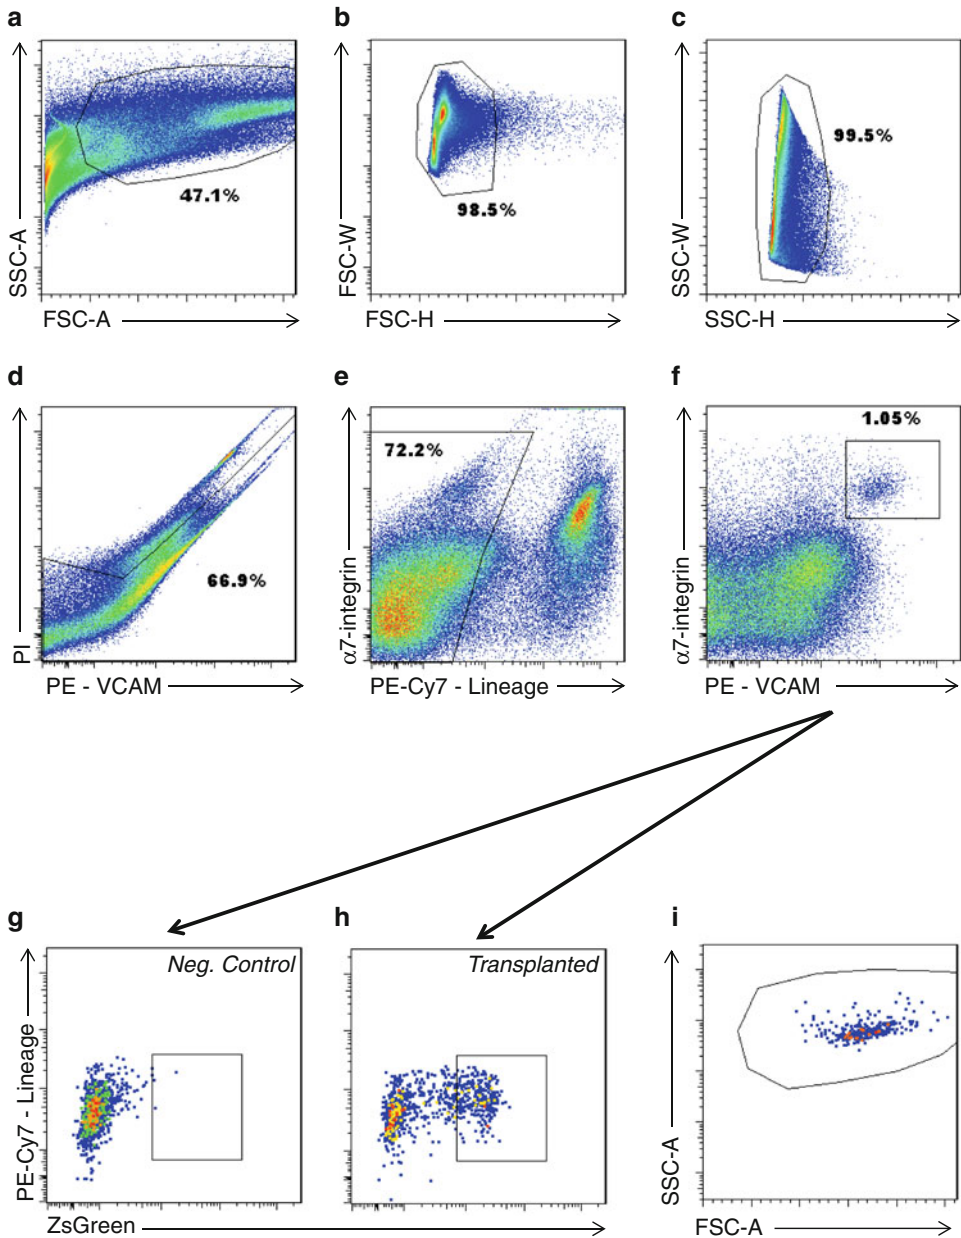 a
SSC-A
47.1%
FSC-A
b
FSC-W
98.5%
FSC-H
c
SSC-W
99.5%
SSC-H
d
PI
66.9%
PE - VCAM
e
α7-integrin
72.2%
PE-Cy7 - Lineage
f
α7-integrin
1.05%
PE - VCAM
g
PE-Cy7 - Lineage
Neg. Control
h
Transplanted
ZsGreen
i
SSC-A
FSC-A